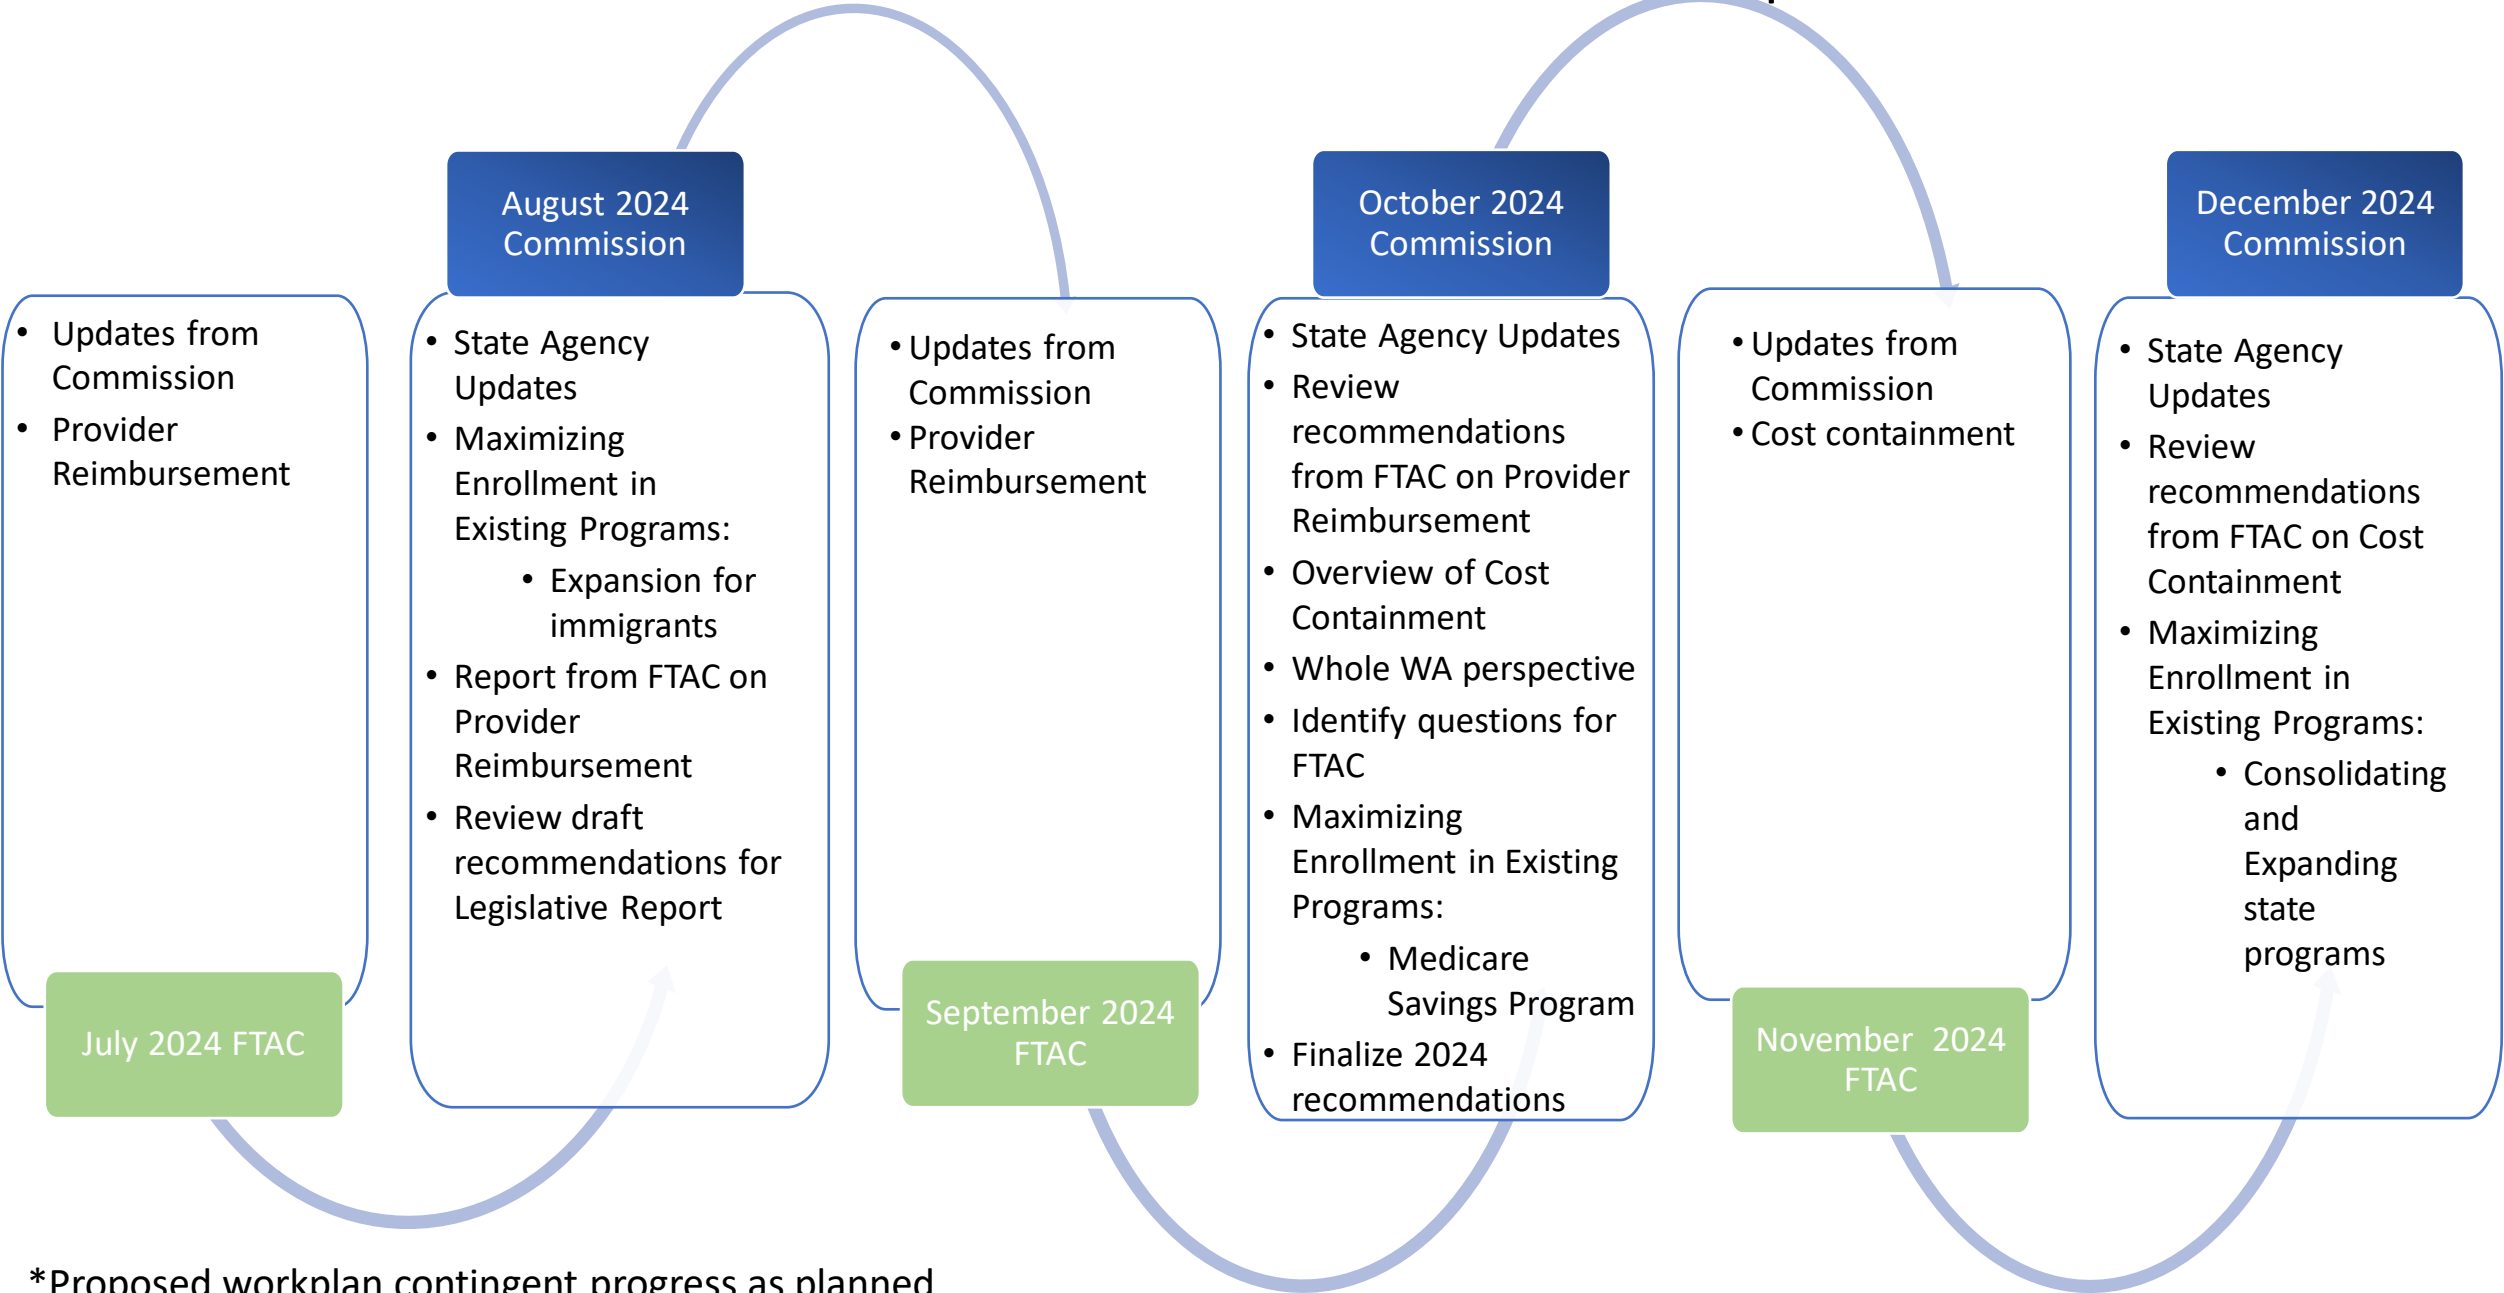 • Updates from
Commission
• Provider
Reimbursement
July 2024 FTAC
August 2024
Commission
• State Agency
Updates
• Maximizing
Enrollment in
Existing Programs:
• Expansion for
immigrants
• Report from FTAC on
Provider
Reimbursement
• Review draft
recommendations for
Legislative Report
• Updates from
Commission
• Provider
Reimbursement
September 2024
FTAC
October 2024
Commission
• State Agency Updates
• Review
recommendations
from FTAC on Provider
Reimbursement
• Overview of Cost
Containment
• Whole WA perspective
• Identify questions for
FTAC
• Maximizing
Enrollment in Existing
Programs:
• Medicare
Savings Program
• Finalize 2024
recommendations
• Updates from
Commission
• Cost containment
November 2024
FTAC
December 2024
Commission
• State Agency
Updates
• Review
recommendations
from FTAC on Cost
Containment
• Maximizing
Enrollment in
Existing Programs:
• Consolidating
and
Expanding
state
programs
*Proposed workplan contingent progress as planned